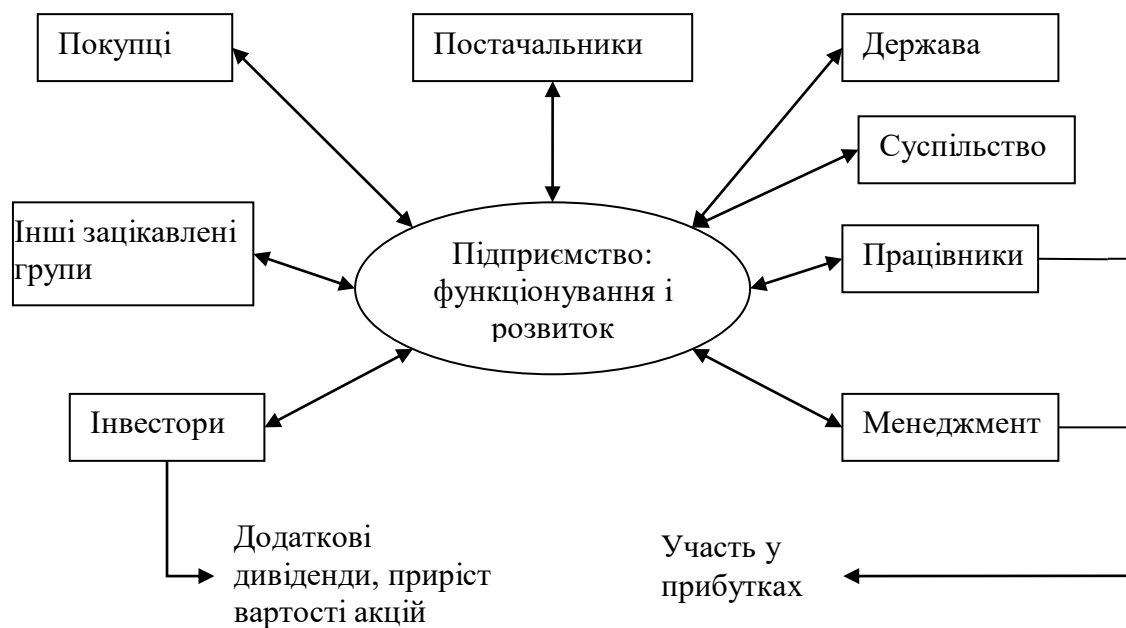 Покупці
Постачальники
Держава
Суспільство
Інші зацікавлені
групи
Підприємство:
функціонування і
розвиток
Працівники
Інвестори
Менеджмент
Додаткові
дивіденди, приріст
вартості акцій
Участь у
прибутках